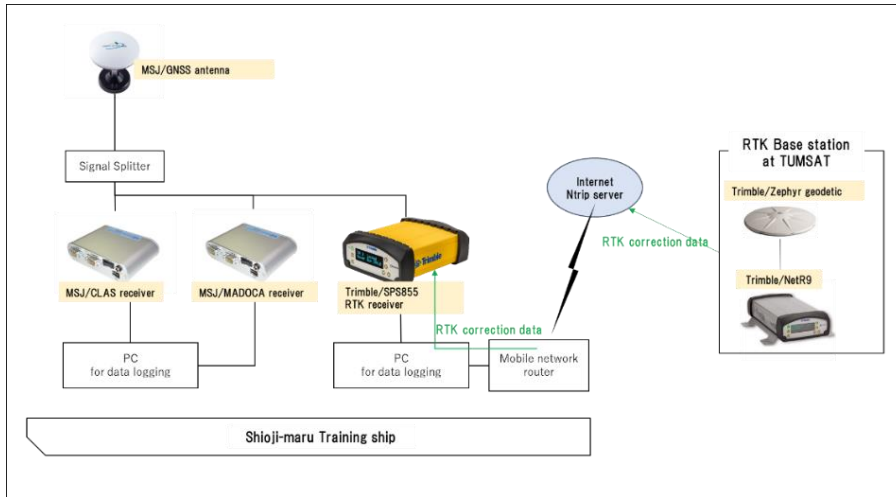 MSJ/GNSS antenna
Signal Splitter
MSJ/CLAS receiver
MSJ/MADOCA receiver
Trimble
Trimble/SPS855
RTK receiver
PC
for data logging
PC
for data logging
Mobile network
router
RTK correction data
Internet
Ntrip server
RTK correction data
RTK Base station
at TUMSAT
Trimble/Zephyr geodetic
Trimble/NetR9
Shioji-maru Training ship